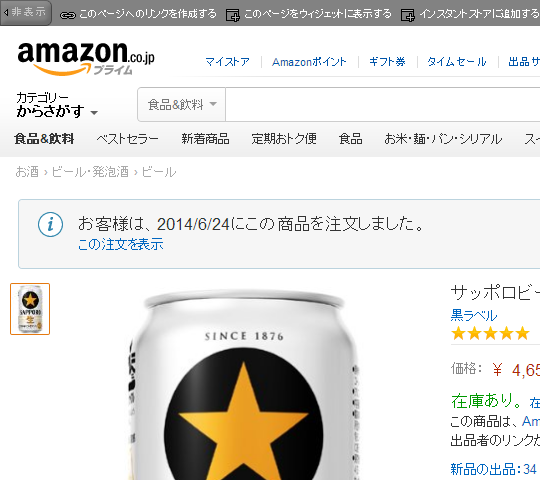 非表示 このページへのリンクを作成する このページをウィジェットに表示する インスタントストアに追加する
amazon.co.jp
プライム
マイストア Amazonポイント ギフト券 タイムセール 出品サ
カテゴリー
からさがす
食品&飲料
食品&飲料 ベストセラー 新着商品 定期おトク便 食品 お米・麺・パン・シリアル スイ
お酒 › ビール・発泡酒 › ビール
お客様は、2014/6/24にこの商品を注文しました。
この注文を表示
SAPPORO
生
サッポロビー
黒ラベル
価格: ¥ 4,65
在庫あり。 在
この商品は、Am
出品者のリンクが
新品の出品:34
SINCE 1876